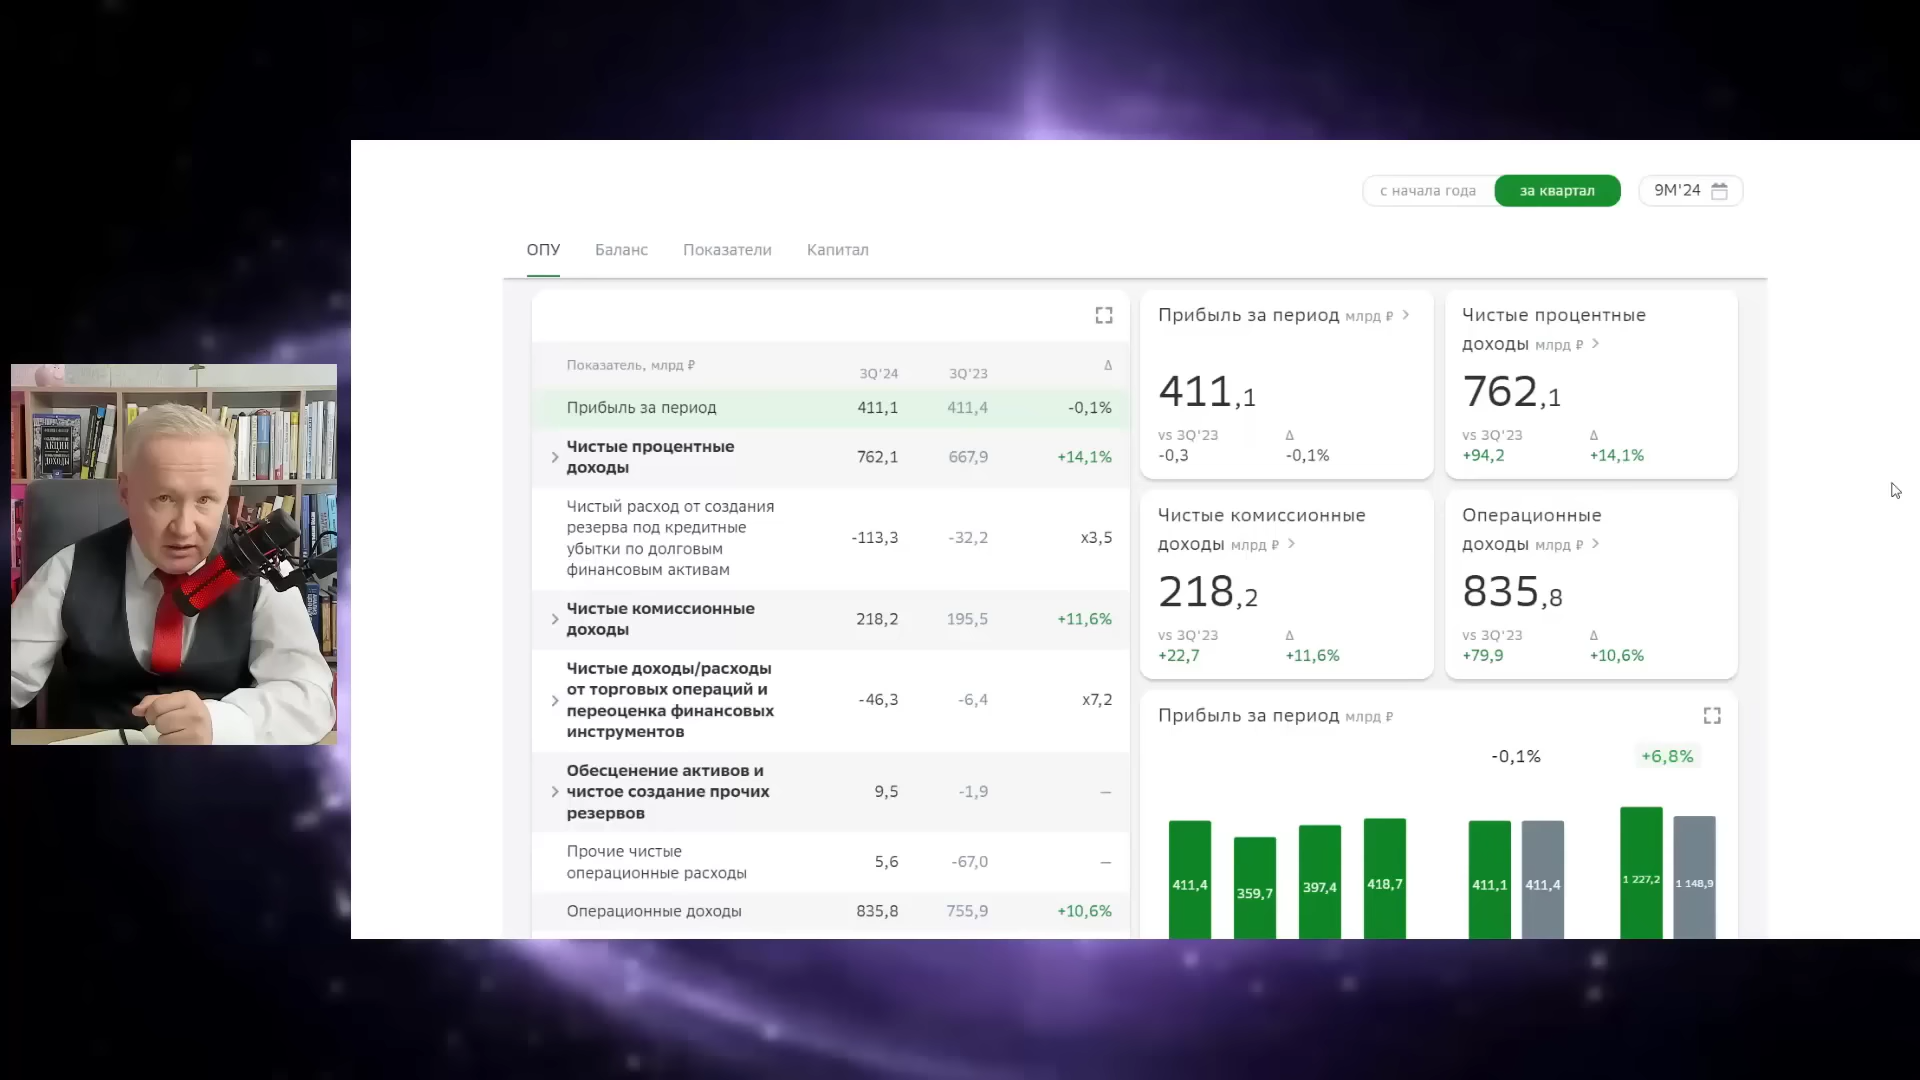 с начала года
за квартал
9М'24
ОПУ
Баланс
Показатели
Капитал
Показатель, млрд ₽
3Q'24
3Q'23
Δ
Прибыль за период
411,1
411,4
-0,1%
Чистые процентные
доходы
762,1
667,9
+14,1%
Чистый расход от создания
резерва под кредитные
убытки по долговым
финансовым активам
-113,3
-32,2
x3,5
Чистые комиссионные
доходы
218,2
195,5
+11,6%
Чистые доходы/расходы
от торговых операций и
переоценка финансовых
инструментов
-46,3
-6,4
x7,2
Обесценение активов и
чистое создание прочих
резервов
9,5
-1,9
—
Прочие чистые
операционные расходы
5,6
-67,0
—
Операционные доходы
835,8
755,9
+10,6%
Прибыль за период млрд ₽
411,1
vs 3Q'23
Δ
-0,3
-0,1%
Чистые процентные
доходы млрд ₽
762,1
vs 3Q'23
Δ
+94,2
+14,1%
Чистые комиссионные
доходы млрд ₽
218,2
vs 3Q'23
Δ
+22,7
+11,6%
Операционные
доходы млрд ₽
835,8
vs 3Q'23
Δ
+79,9
+10,6%
Прибыль за период млрд ₽
-0,1%
+6,8%
411,4
359,7
397,4
418,7
411,1
411,4
1 227,2
1 148,9
АКЦИИ
ДОХОДЫ